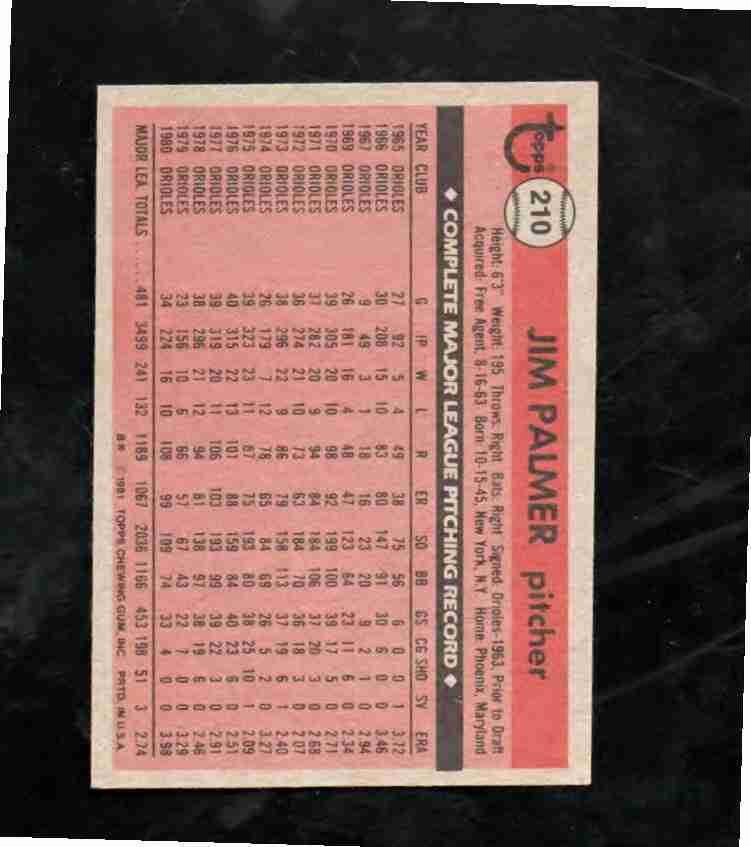 Topps
210
JIM PALMER pitcher
Height: 6'3" Weight: 195 Throws: Right Bats: Right Signed: Orioles-1963, Prior to Draft
Acquired: Free Agent, 8-16-63 Born: 10-15-45, New York, N.Y. Home: Phoenix, Maryland
◆ COMPLETE MAJOR LEAGUE PITCHING RECORD ◆
YEAR CLUB G IP W L R ER SO BB GS CG SHO SV ERA
1965 ORIOLES 27 92 5 4 49 38 75 56 6 0 0 1 3.72
1966 ORIOLES 30 208 15 10 83 80 147 91 30 6 0 0 3.46
1967 ORIOLES 9 49 3 1 18 16 23 20 9 2 1 0 2.94
1969 ORIOLES 26 181 16 4 48 47 123 64 23 11 6 0 2.34
1970 ORIOLES 39 305 20 10 98 92 199 100 39 17 5 0 2.71
1971 ORIOLES 37 282 20 9 94 84 184 106 37 20 3 0 2.68
1972 ORIOLES 36 274 21 10 73 63 184 70 36 18 3 0 2.07
1973 ORIOLES 38 296 22 9 86 79 158 113 37 19 6 1 2.40
1974 ORIOLES 26 179 7 12 78 65 84 69 26 5 2 0 3.27
1975 ORIOLES 39 323 23 11 87 75 193 80 38 25 10 1 2.09
1976 ORIOLES 40 315 22 13 101 88 159 84 40 23 6 0 2.51
1977 ORIOLES 39 319 20 11 106 103 193 99 39 22 3 0 2.91
1978 ORIOLES 38 296 21 12 94 81 138 97 38 19 6 0 2.46
1979 ORIOLES 23 156 10 6 66 57 67 43 22 7 0 0 3.29
1980 ORIOLES 34 224 16 10 108 99 109 74 33 4 0 0 3.98
MAJOR LEA. TOTALS ...... 481 3499 241 132 1189 1067 2036 1166 453 198 51 3 2.74
B* © 1981 TOPPS CHEWING GUM, INC. PRTD. IN U.S.A.